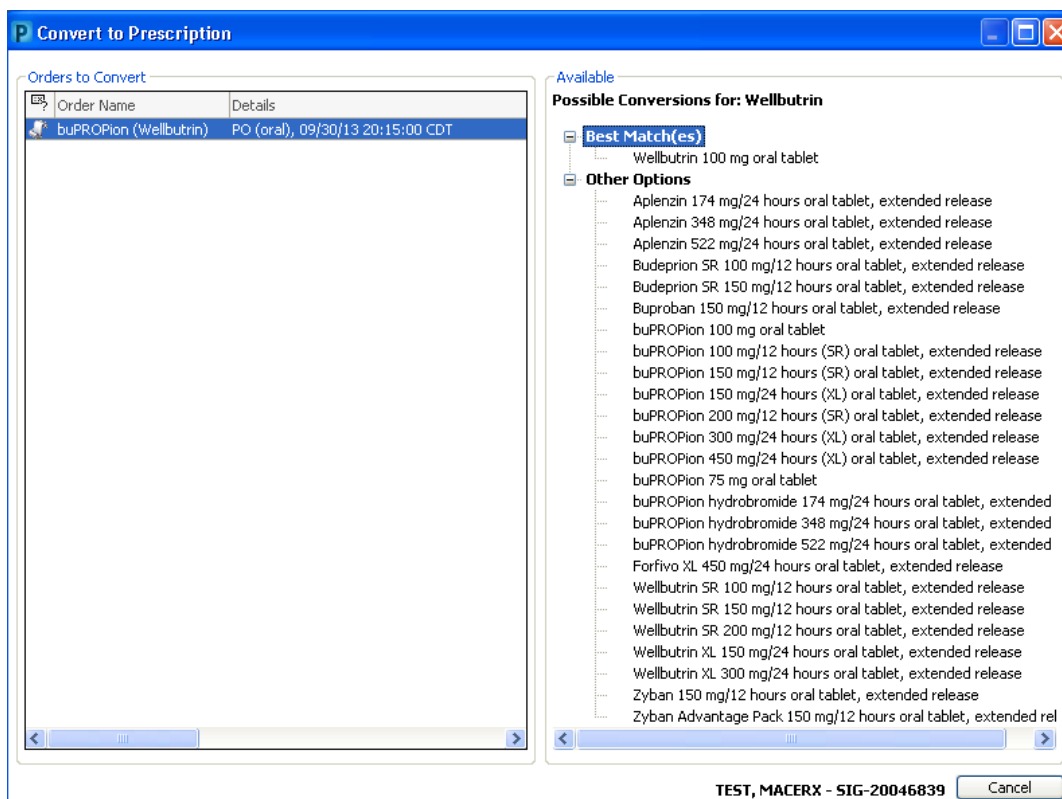 Convert to Prescription
Orders to Convert
Order Name Details
buPROPion (Wellbutrin) PO (oral), 09/30/13 20:15:00 CDT
Available
Possible Conversions for: Wellbutrin
Best Match(es)
Wellbutrin 100 mg oral tablet
Other Options
Aplenzin 174 mg/24 hours oral tablet, extended release
Aplenzin 348 mg/24 hours oral tablet, extended release
Aplenzin 522 mg/24 hours oral tablet, extended release
Budeprion SR 100 mg/12 hours oral tablet, extended release
Budeprion SR 150 mg/12 hours oral tablet, extended release
Buproban 150 mg/12 hours oral tablet, extended release
buPROPion 100 mg oral tablet
buPROPion 100 mg/12 hours (SR) oral tablet, extended release
buPROPion 150 mg/12 hours (SR) oral tablet, extended release
buPROPion 150 mg/24 hours (XL) oral tablet, extended release
buPROPion 200 mg/12 hours (SR) oral tablet, extended release
buPROPion 300 mg/24 hours (XL) oral tablet, extended release
buPROPion 450 mg/24 hours (XL) oral tablet, extended release
buPROPion 75 mg oral tablet
buPROPion hydrobromide 174 mg/24 hours oral tablet, extended
buPROPion hydrobromide 348 mg/24 hours oral tablet, extended
buPROPion hydrobromide 522 mg/24 hours oral tablet, extended
Forfivo XL 450 mg/24 hours oral tablet, extended release
Wellbutrin SR 100 mg/12 hours oral tablet, extended release
Wellbutrin SR 150 mg/12 hours oral tablet, extended release
Wellbutrin SR 200 mg/12 hours oral tablet, extended release
Wellbutrin XL 150 mg/24 hours oral tablet, extended release
Wellbutrin XL 300 mg/24 hours oral tablet, extended release
Zyban 150 mg/12 hours oral tablet, extended release
Zyban Advantage Pack 150 mg/12 hours oral tablet, extended rel
TEST, MACERX - SIG-20046839 Cancel